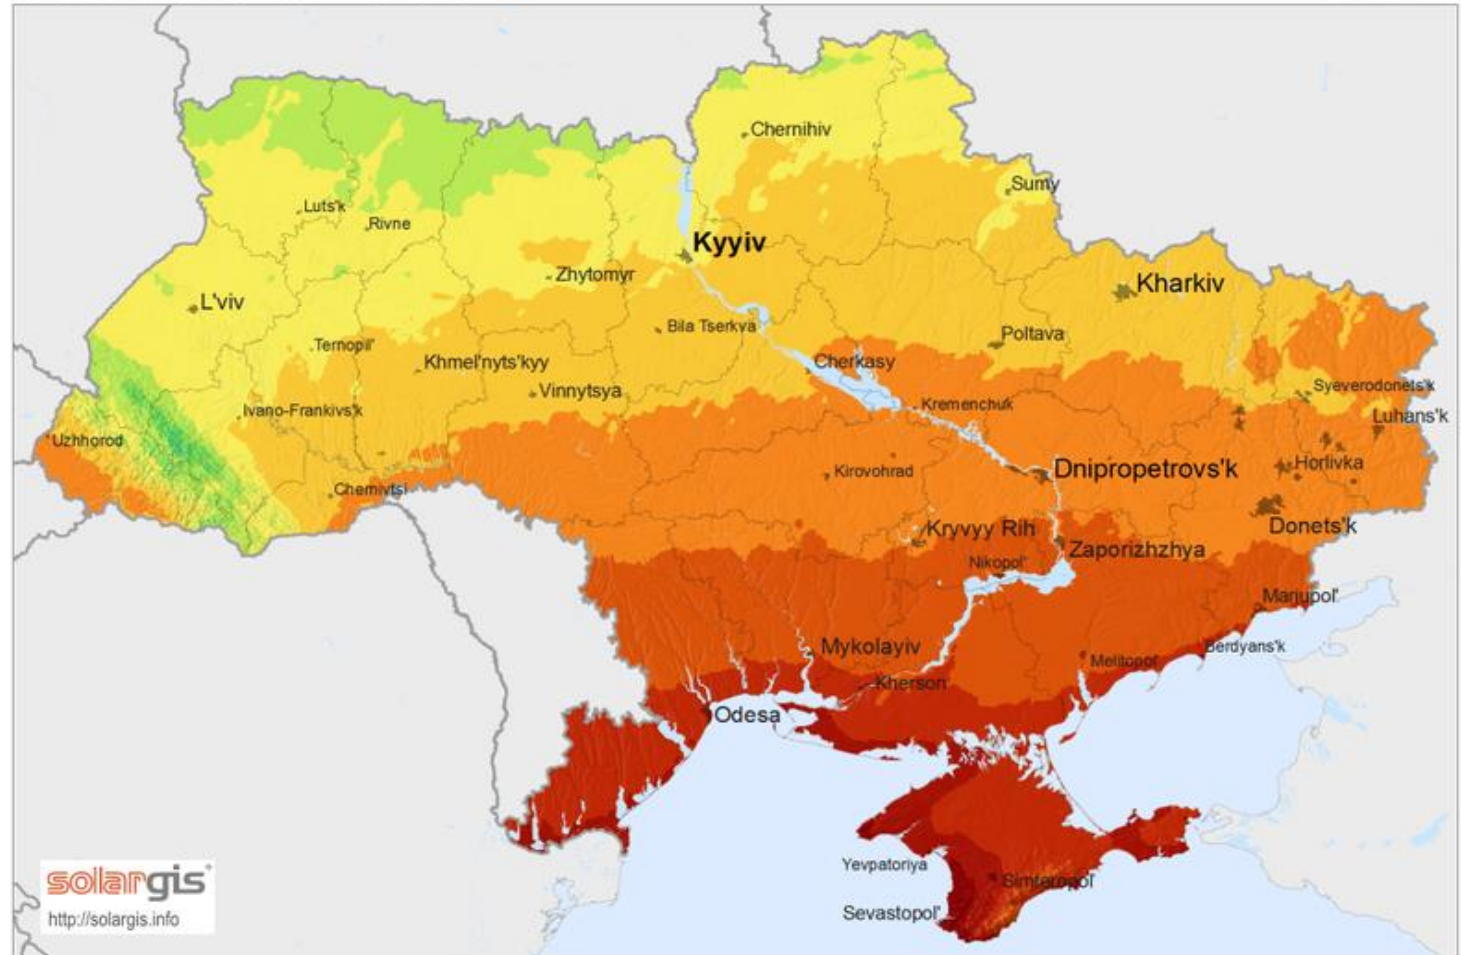 Chernihiv
Sumy
Luts'k
Rivne
Kyyiv
Zhytomyr
Kharkiv
L'viv
Bila Tserkva
Poltava
Ternopil'
Khmel'nyts'kyy
Cherkasy
Vinnytsya
Syeverodonets'k
Ivano-Frankivs'k
Kremenchuk
Luhans'k
Uzhhorod
Kirovohrad
Dnipropetrovs'k
Horlivka
Chernivtsi
Kryvyy Rih
Donets'k
Zaporizhzhya
Nikopol'
Mariupol'
Mykolayiv
Berdyans'k
Melitopol'
Kherson
Odesa
Yevpatoriya
Simferopol'
Sevastopol'
solargis
http://solargis.info